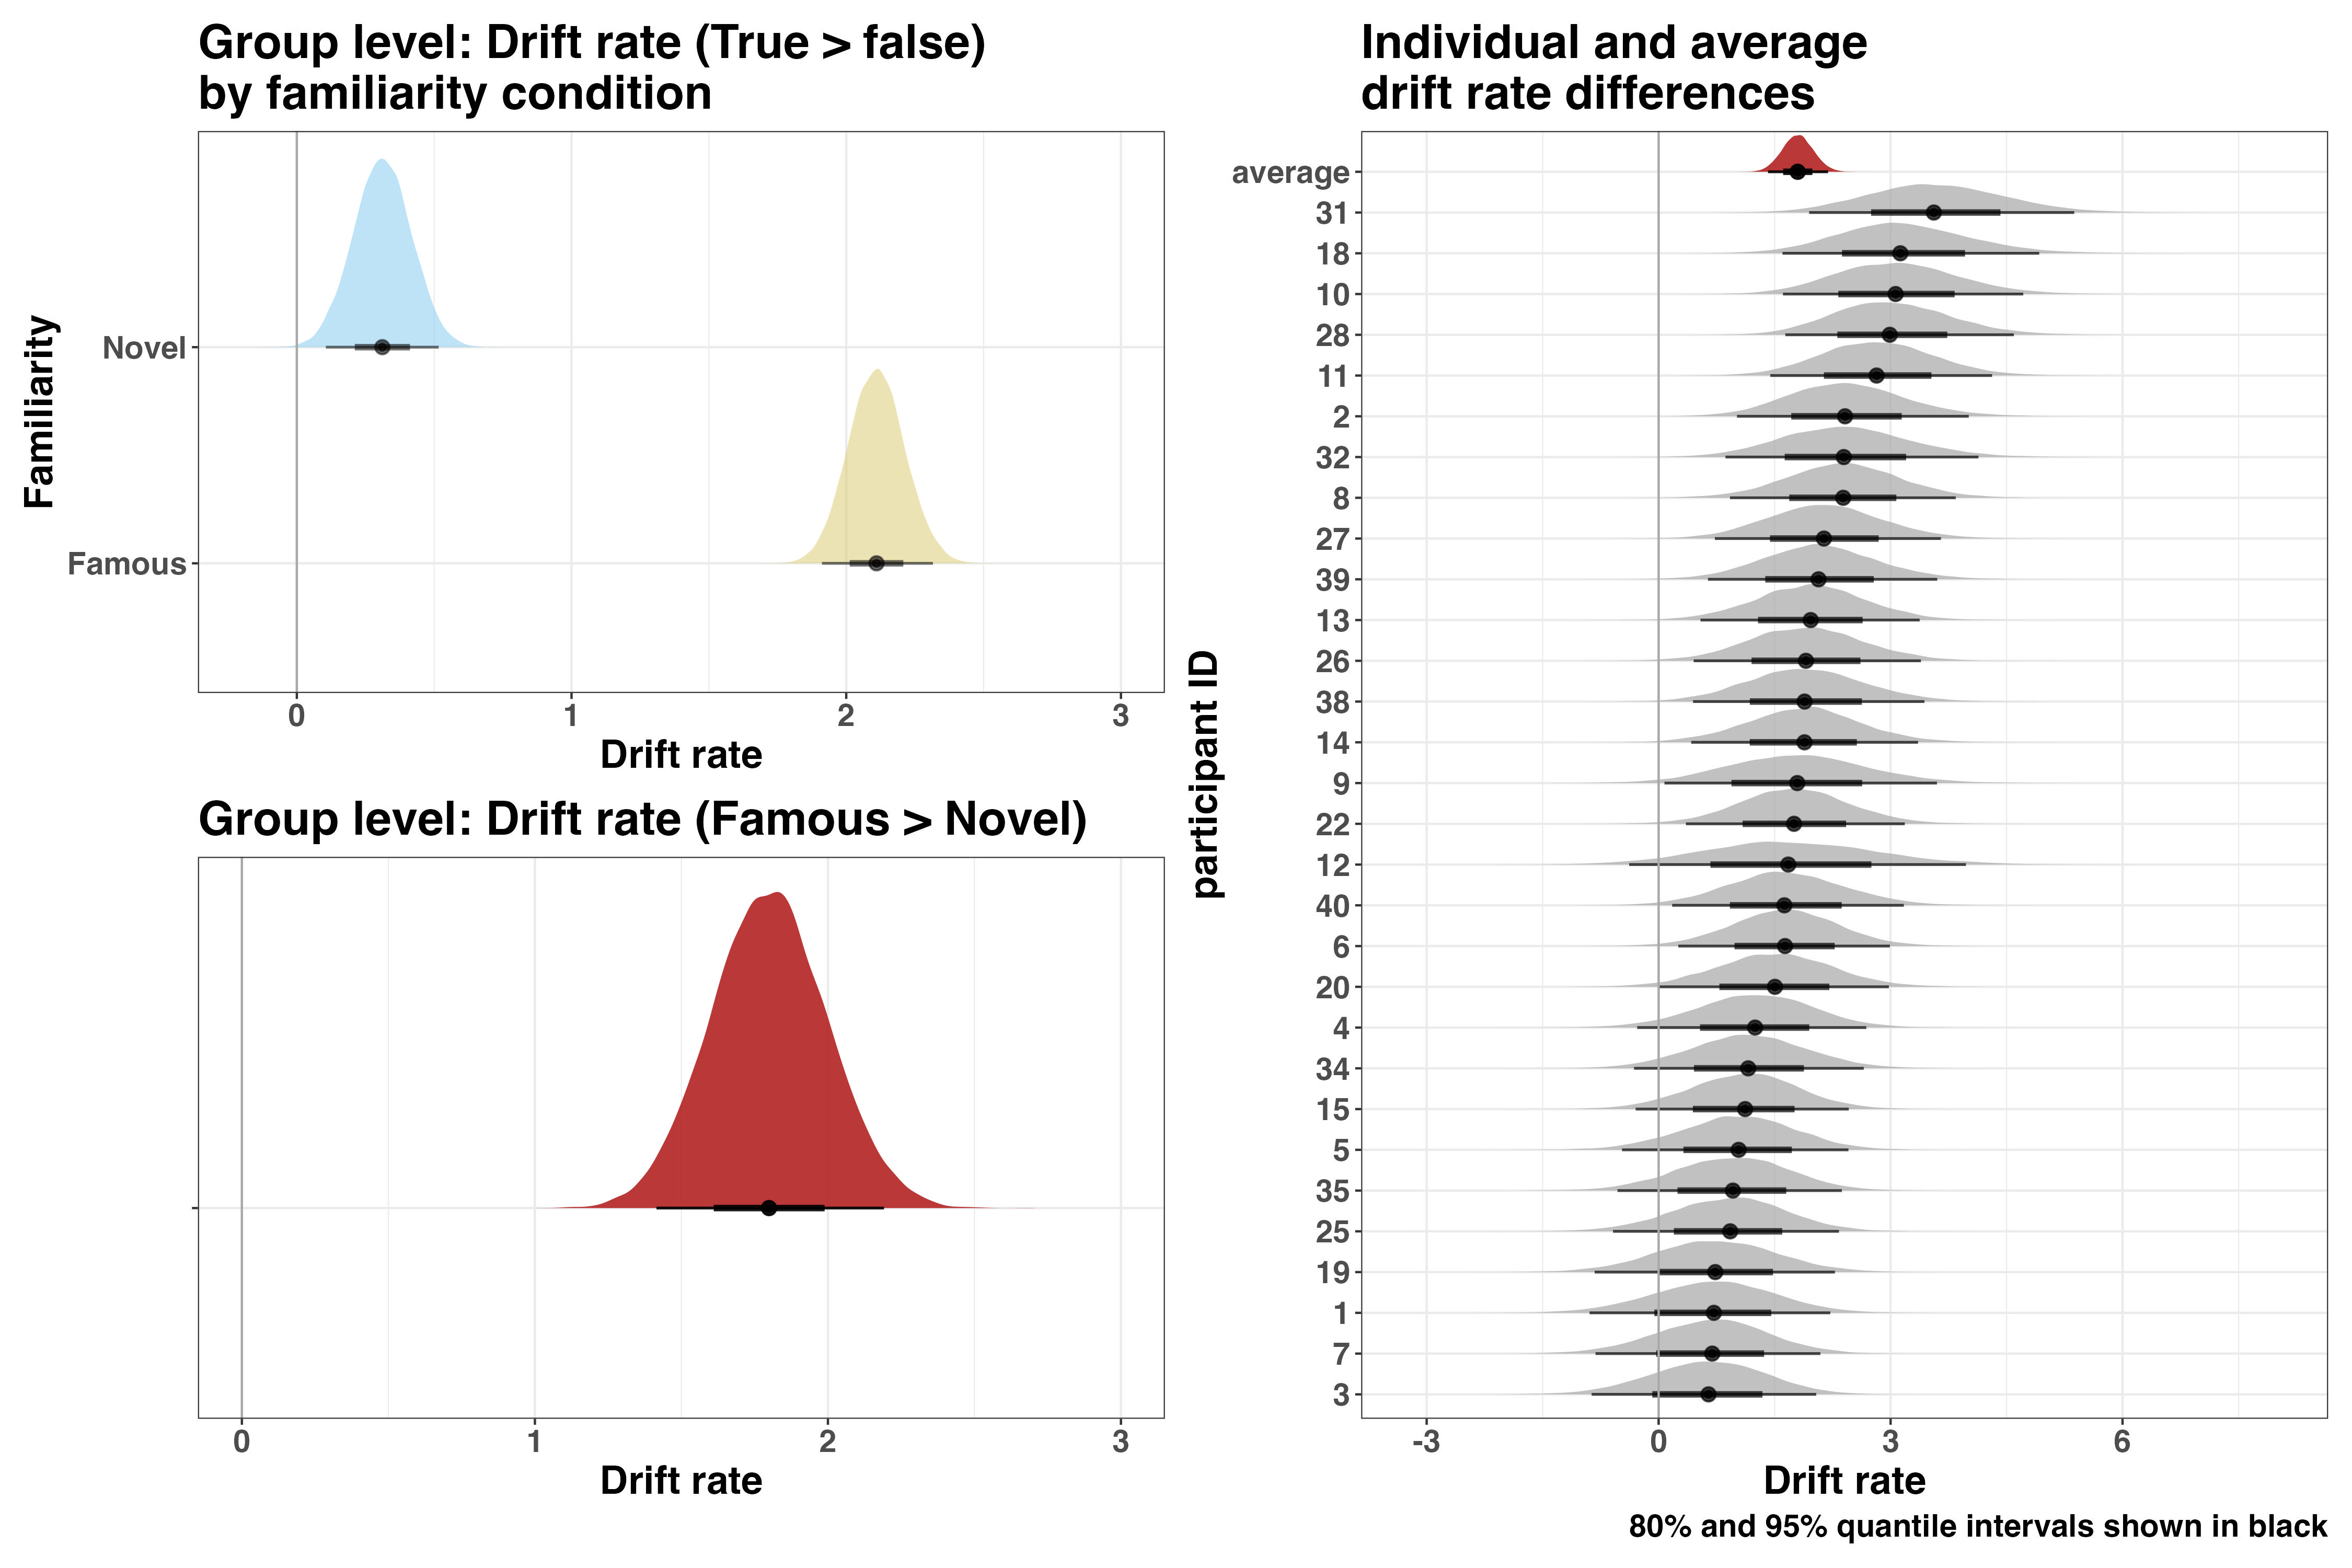 Group level: Drift rate (True > false)
by familiarity condition
Familiarity
Novel
Famous
0 1 2 3
Drift rate
Group level: Drift rate (Famous > Novel)
0 1 2 3
Drift rate
Individual and average
drift rate differences
participant ID
average
31
18
10
28
11
2
32
8
27
39
13
26
38
14
9
22
12
40
6
20
4
34
15
5
35
25
19
1
7
3
-3 0 3 6
Drift rate
80% and 95% quantile intervals shown in black